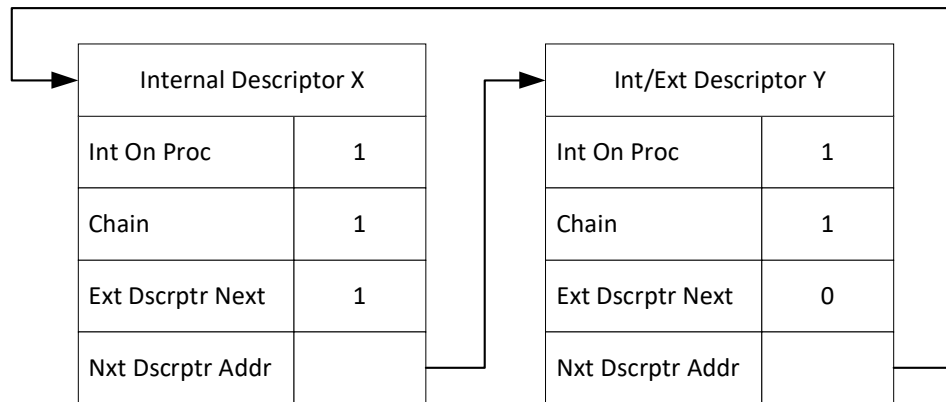 Internal Descriptor X
Int On Proc 1
Chain 1
Ext Dscrptr Next 1
Nxt Dscrptr Addr
Int/Ext Descriptor Y
Int On Proc 1
Chain 1
Ext Dscrptr Next 0
Nxt Dscrptr Addr